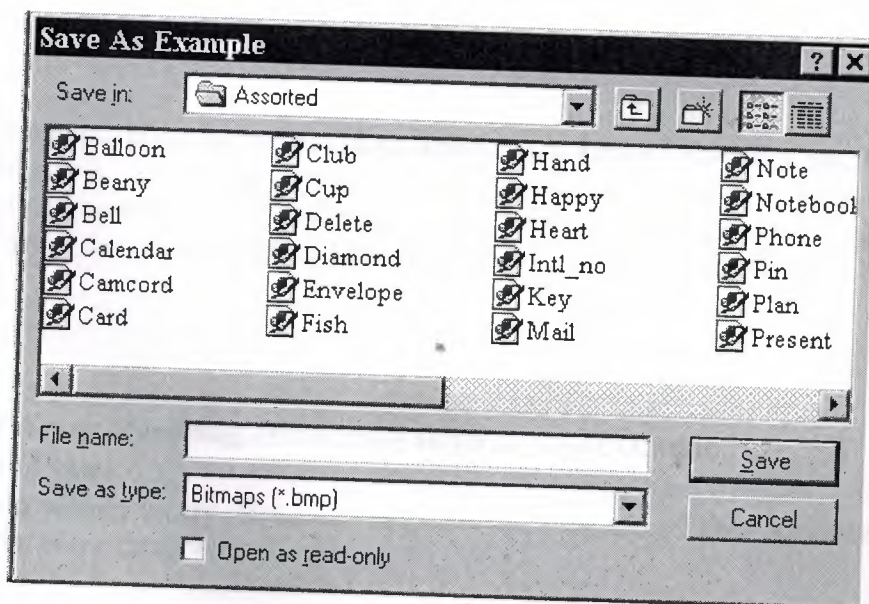 Save As Example
? X
Save in: Assorted
Balloon Club Hand Note
Beany Cup Happy Notebook
Bell Delete Heart Phone
Calendar Diamond Intl_no Pin
Camcord Envelope Key Plan
Card Fish Mail Present
File name: Save
Save as type: Bitmaps (*.bmp) Cancel
Open as read-only